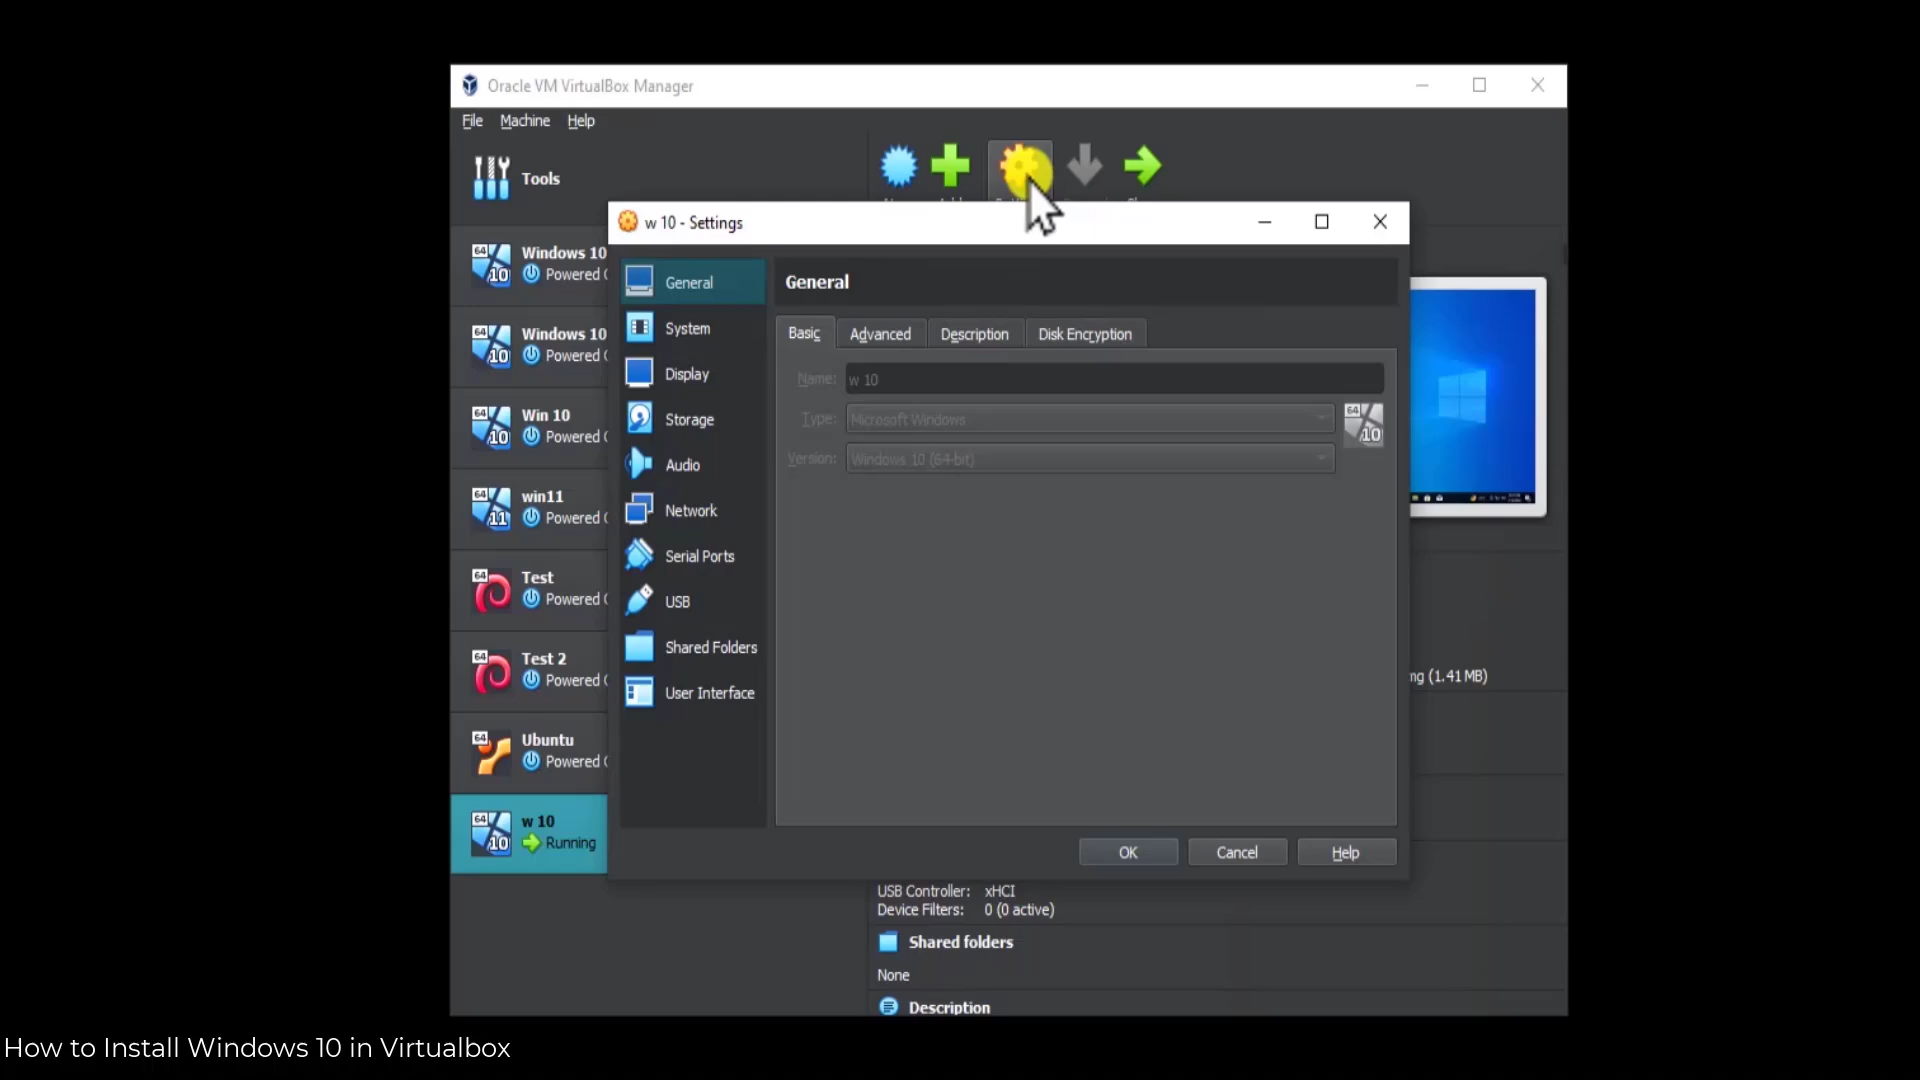 Oracle VM VirtualBox Manager
File Machine Help
Tools
w 10 - Settings
Windows 10
Powered
Windows 10
Powered
Win 10
Powered
win11
Powered
Test
Powered
Test 2
Powered
Ubuntu
Powered
w 10
Running
General
System
Display
Storage
Audio
Network
Serial Ports
USB
Shared Folders
User Interface
General
Basic Advanced Description Disk Encryption
Name: w 10
Type: Microsoft Windows
Version: Windows 10 (64-bit)
OK Cancel Help
(1.41 MB)
USB Controller: xHCI
Device Filters: 0 (0 active)
Shared folders
None
Description
How to Install Windows 10 in Virtualbox